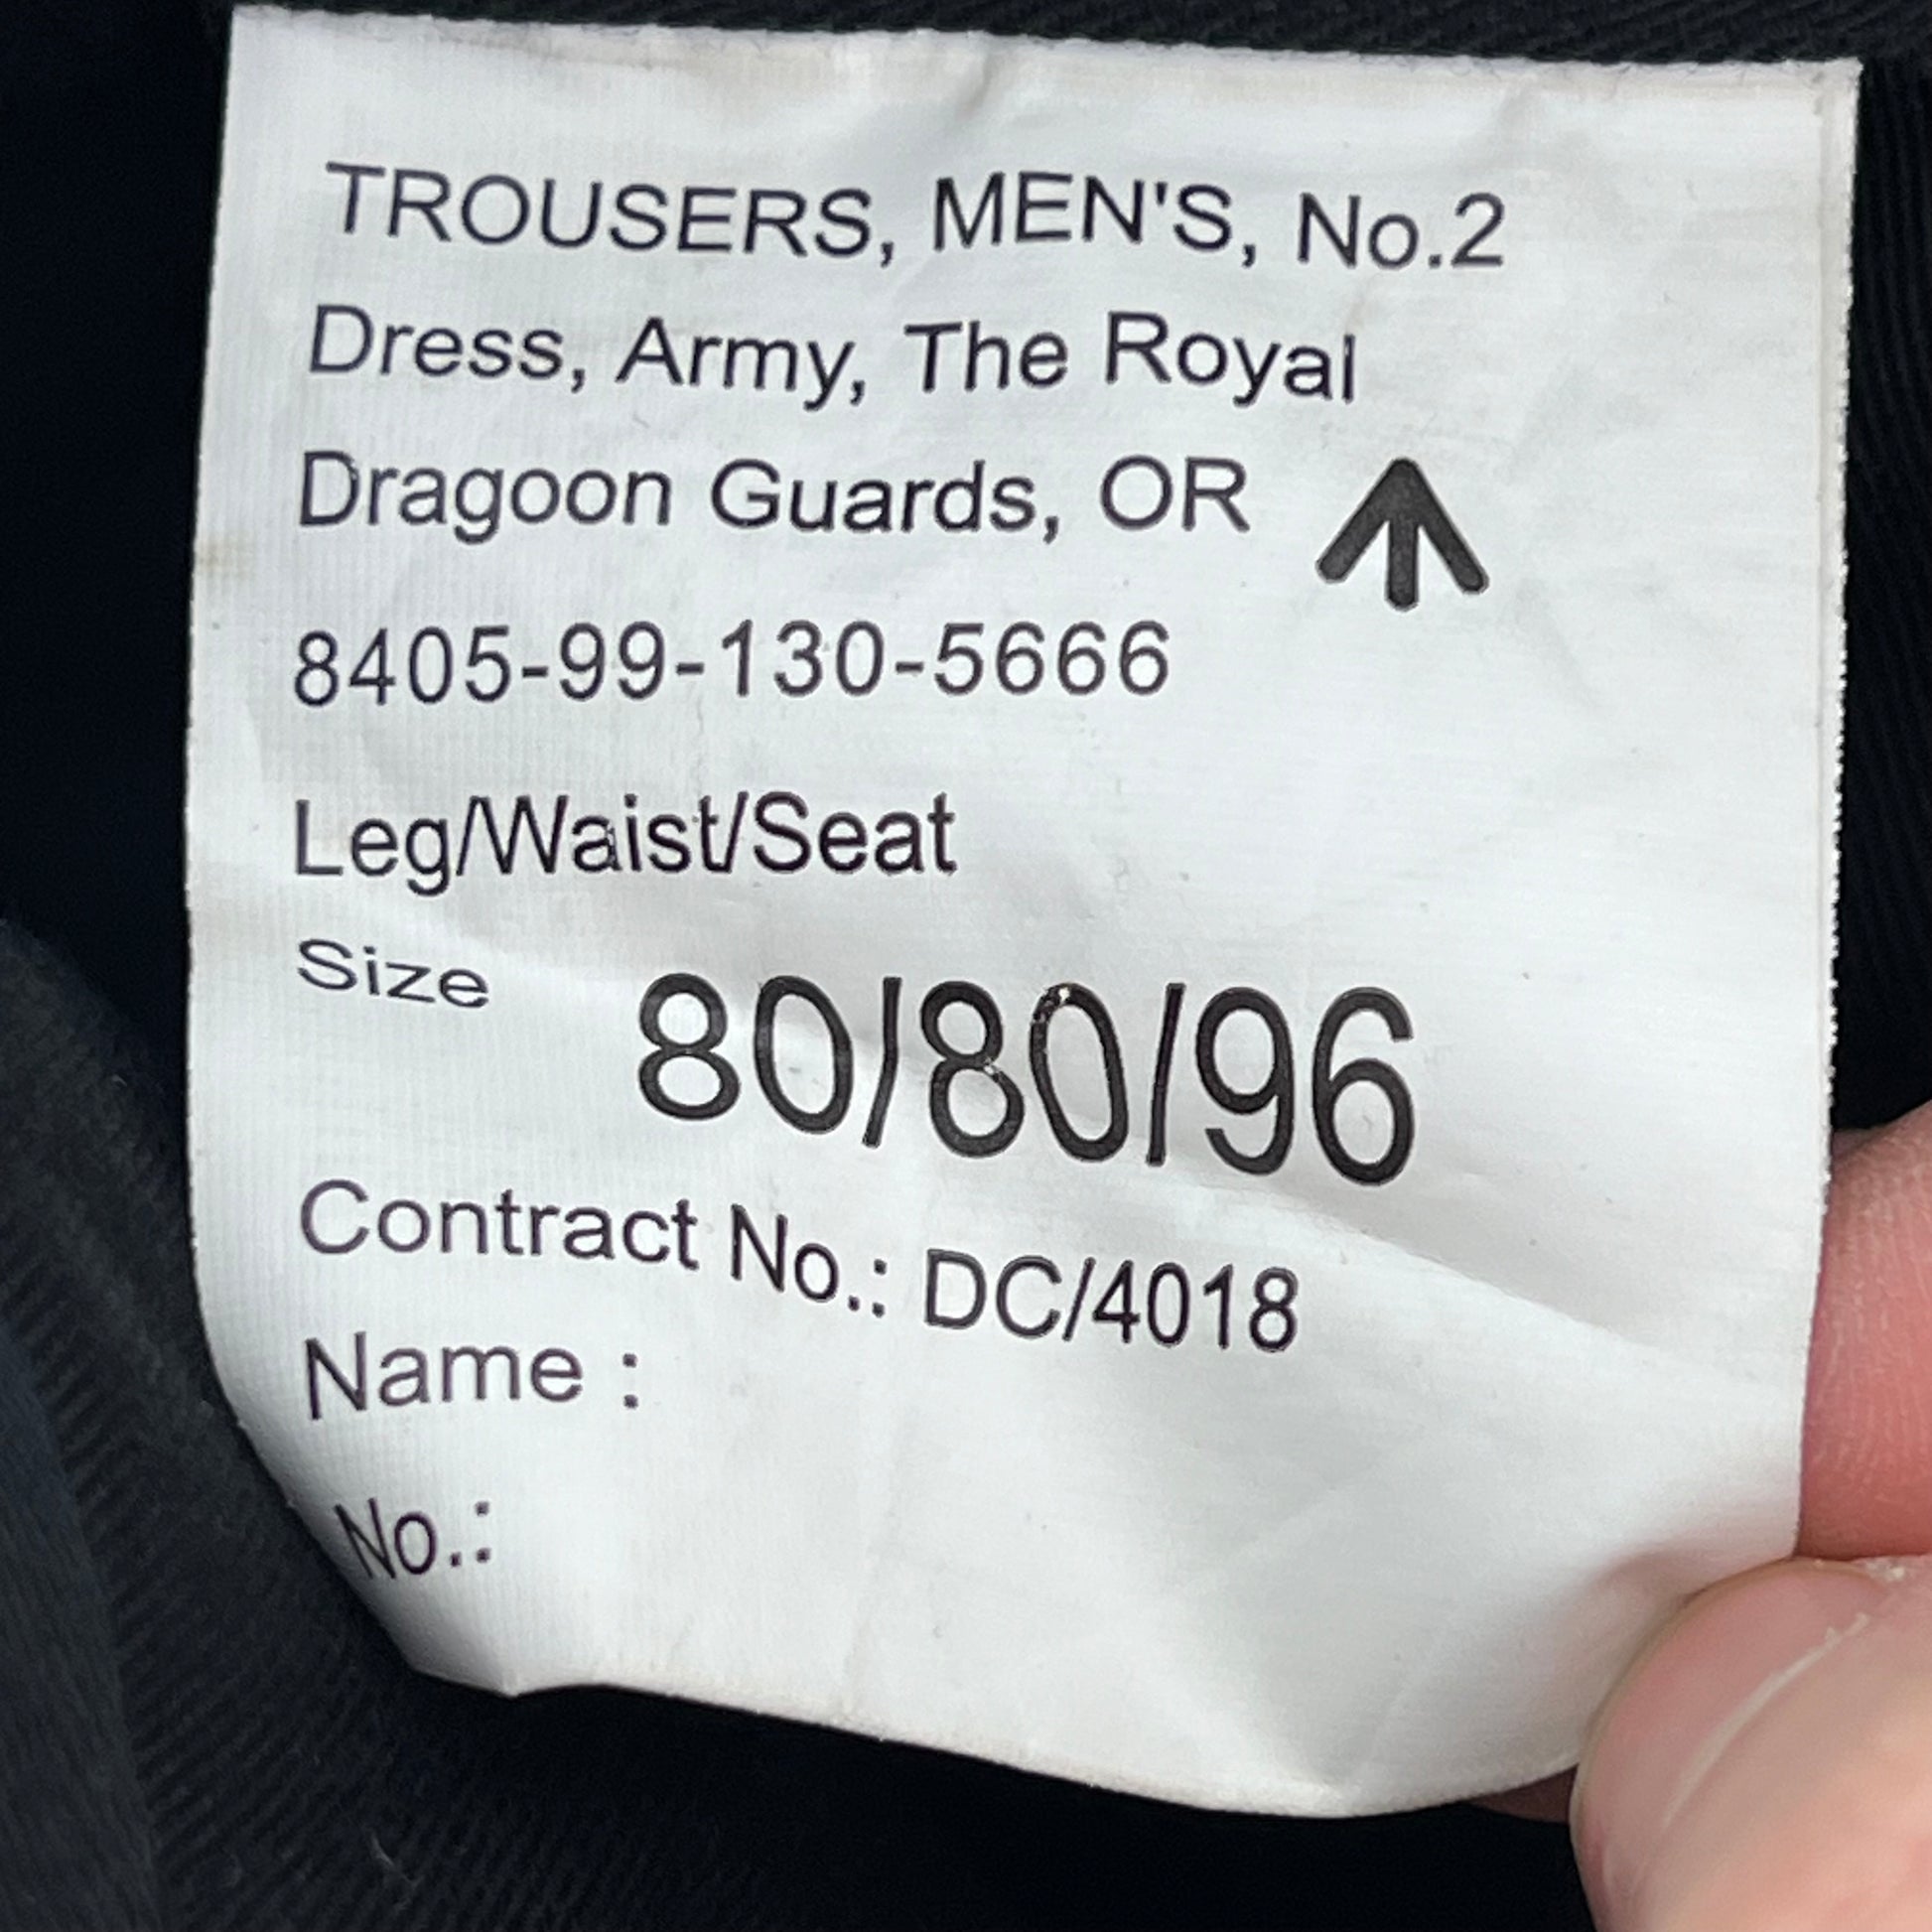 TROUSERS, MEN'S, No.2
Dress, Army, The Royal
Dragoon Guards, OR
8405-99-130-5666
Leg/Waist/Seat
Size 80/80/96
Contract No.: DC/4018
Name :
No.: